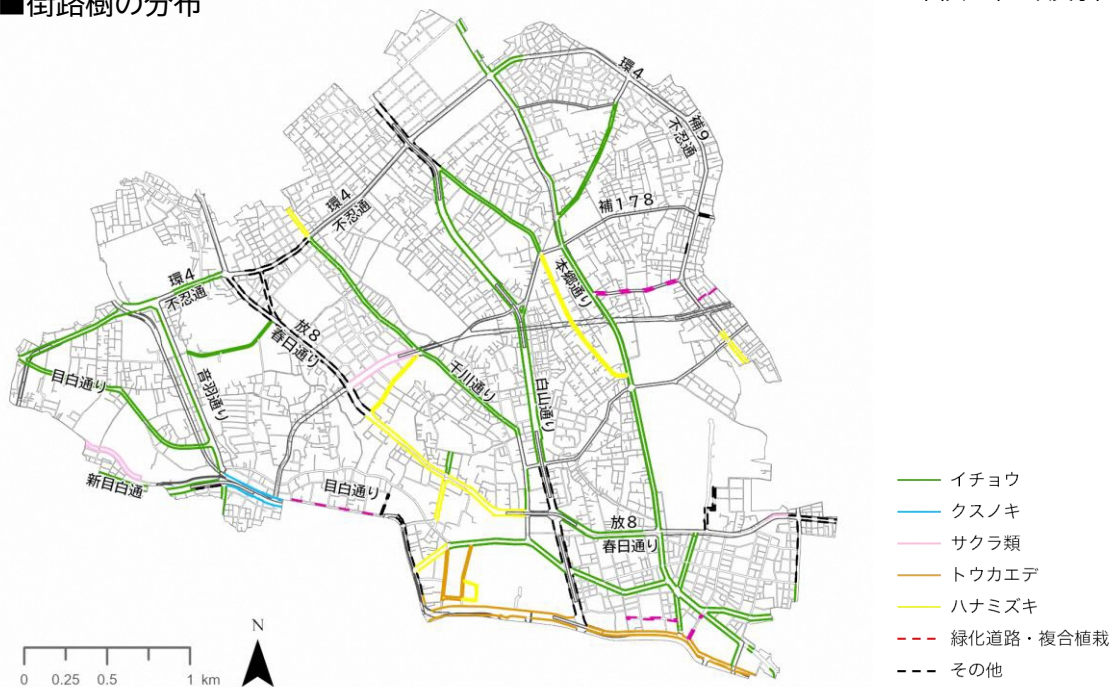 ■街路樹の分布
環4
補9
不忍通
補178
環4
不忍通
本郷通り
環4
不忍通
放8
春日通り
千川通り
白山通り
音羽通り
目白通り
新目白通
目白通り
放8
春日通り
イチョウ
クスノキ
サクラ類
トウカエデ
ハナミズキ
緑化道路・複合植栽
その他
N
0 0.25 0.5 1 km